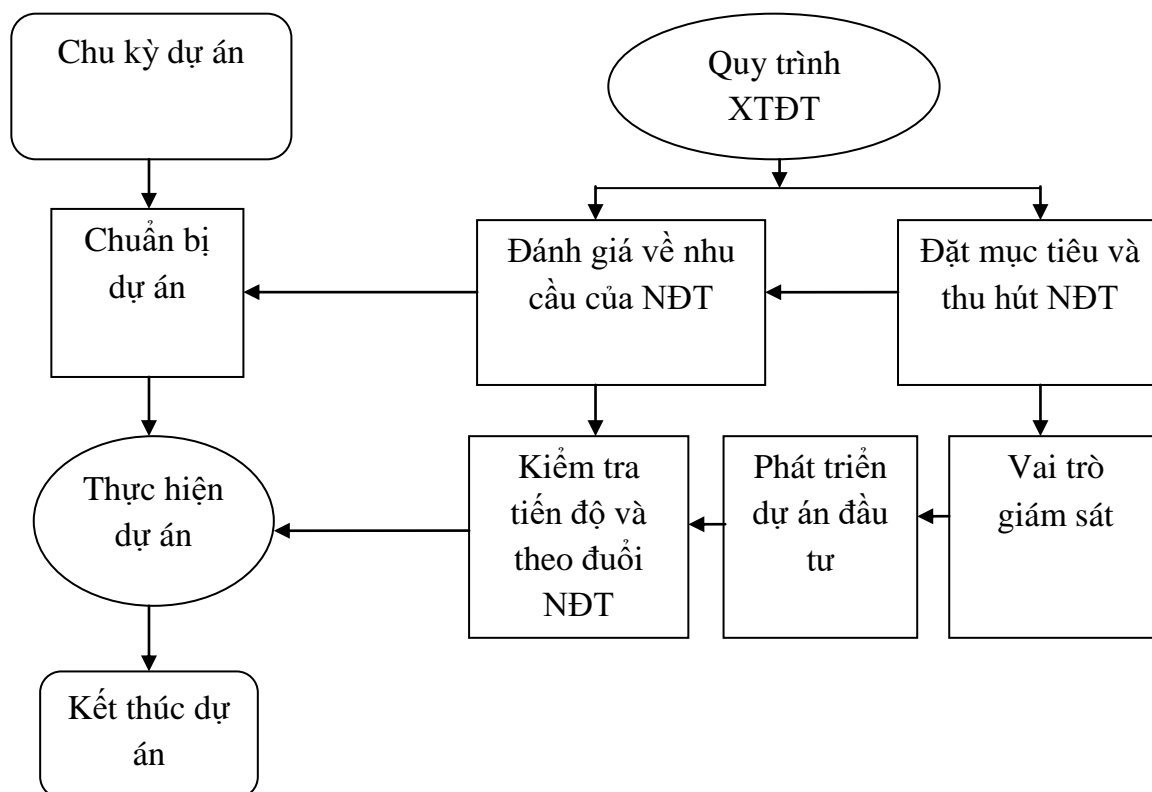 Chu kỳ dự án
Quy trình
XTĐT
Chuẩn bị
dự án
Đánh giá về nhu
cầu của NĐT
Đặt mục tiêu và
thu hút NĐT
Thực hiện
dự án
Kiểm tra
tiến độ và
theo đuổi
NĐT
Phát triển
dự án đầu
tư
Vai trò
giám sát
Kết thúc dự
án